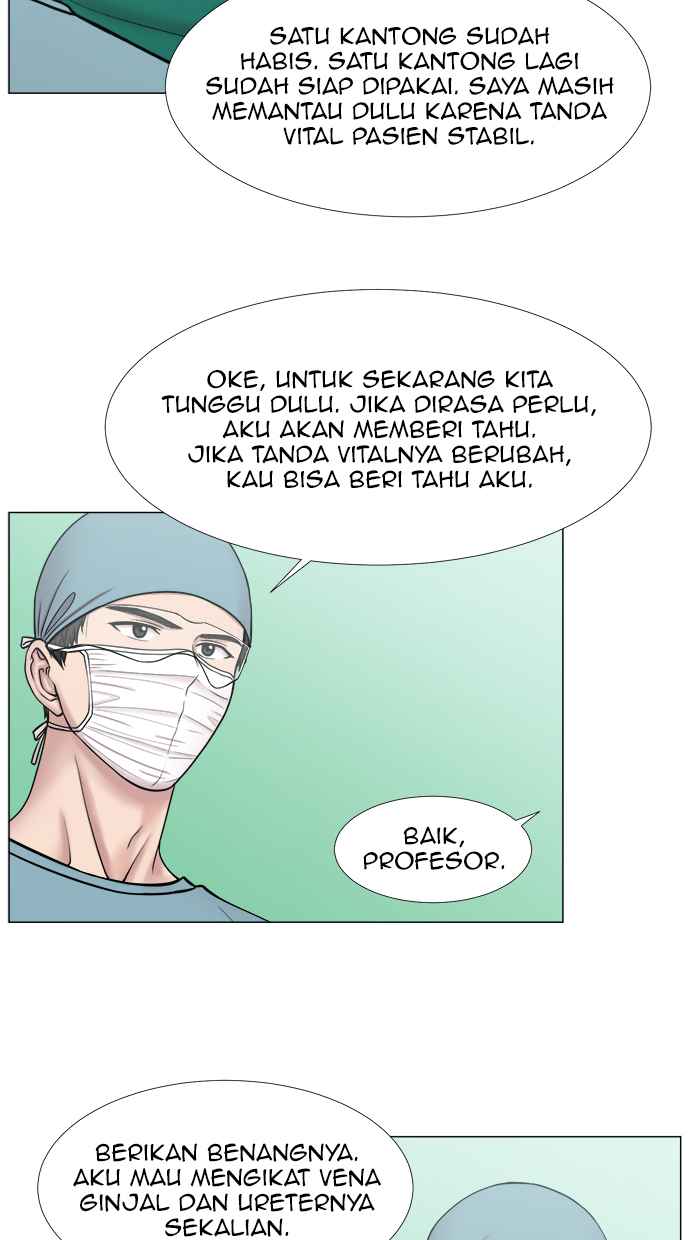 SATU KANTONG SUDAH
HABIS. SATU KANTONG LAGI
SUDAH SIAP DIPAKAI. SAYA MASIH
MEMANTAU DULU KARENA TANDA
VITAL PASIEN STABIL.
OKE, UNTUK SEKARANG KITA
TUNGGU DULU. JIKA DIRASA PERLU,
AKU AKAN MEMBERI TAHU.
JIKA TANDA VITALNYA BERUBAH,
KAU BISA BERI TAHU AKU.
BAIK,
PROFESOR.
BERIKAN BENANGNYA.
AKU MAU MENGIKAT VENA
GINJAL DAN URETERNYA
SEKALIAN.